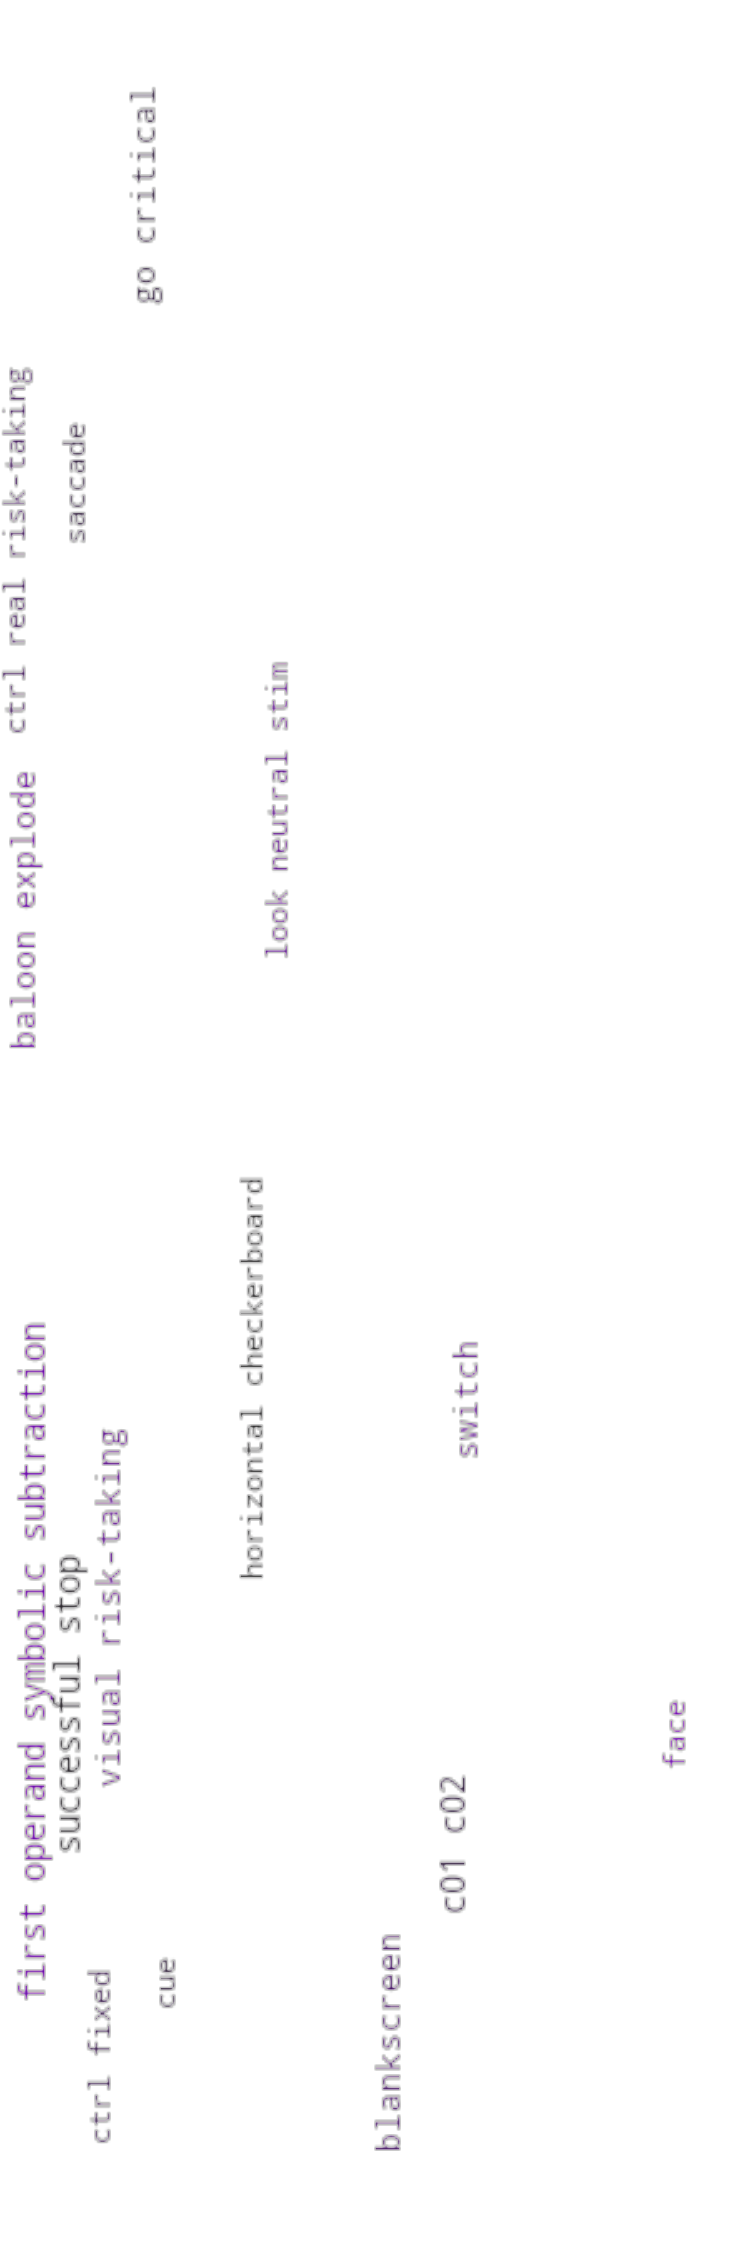 ctrl real risk-taking
baloon explode
first operand symbolic subtraction
successful stop
saccade
ctrl fixed
visual risk-taking
go critical
cue
horizontal checkerboard
look neutral stim
blankscreen
c01 c02
switch
face